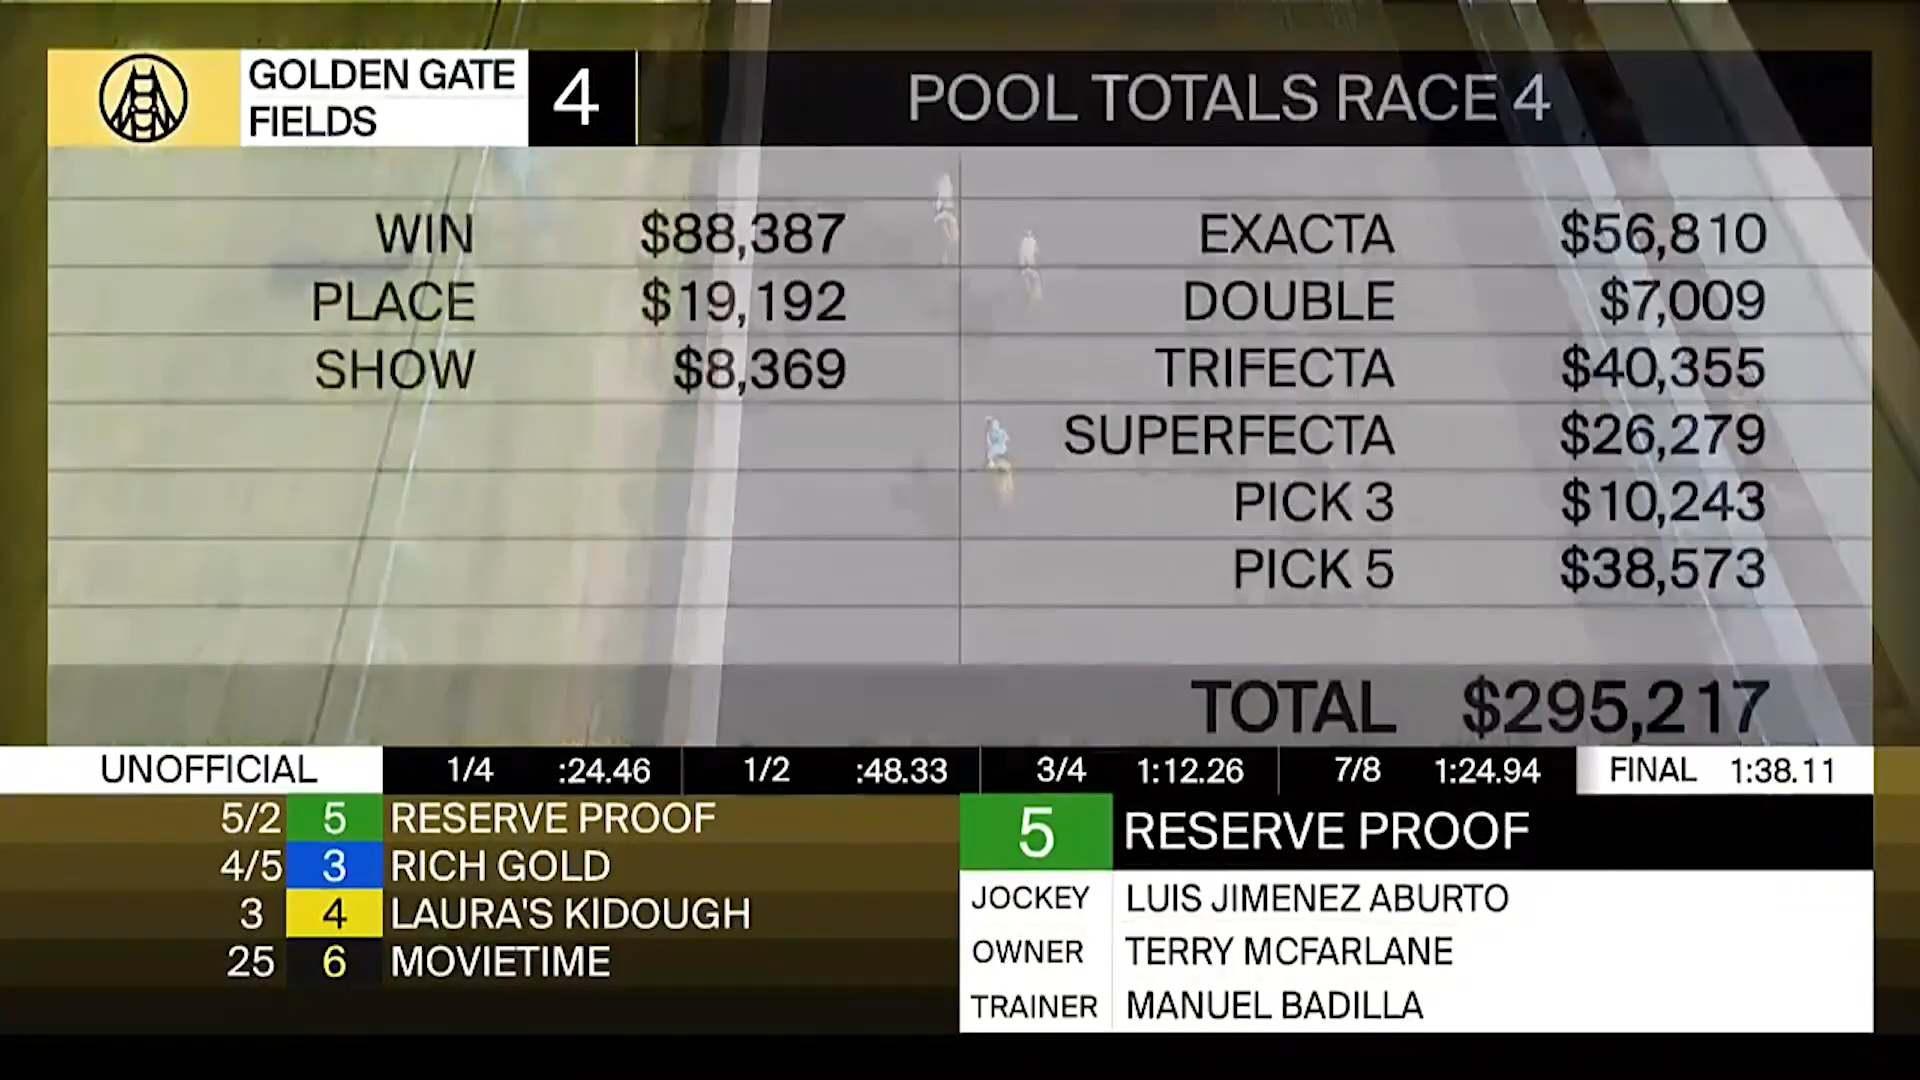 GOLDEN GATE
FIELDS
4
POOL TOTALS RACE 4
WIN $88,387
PLACE $19,192
SHOW $8,369
EXACTA $56,810
DOUBLE $7,009
TRIFECTA $40,355
SUPERFECTA $26,279
PICK 3 $10,243
PICK 5 $38,573
TOTAL $295,217
UNOFFICIAL 1/4 :24.46 1/2 :48.33 3/4 1:12.26 7/8 1:24.94 FINAL 1:38.11
5/2 5 RESERVE PROOF
4/5 3 RICH GOLD
3 4 LAURA'S KIDOUGH
25 6 MOVIETIME
5 RESERVE PROOF
JOCKEY LUIS JIMENEZ ABURTO
OWNER TERRY MCFARLANE
TRAINER MANUEL BADILLA